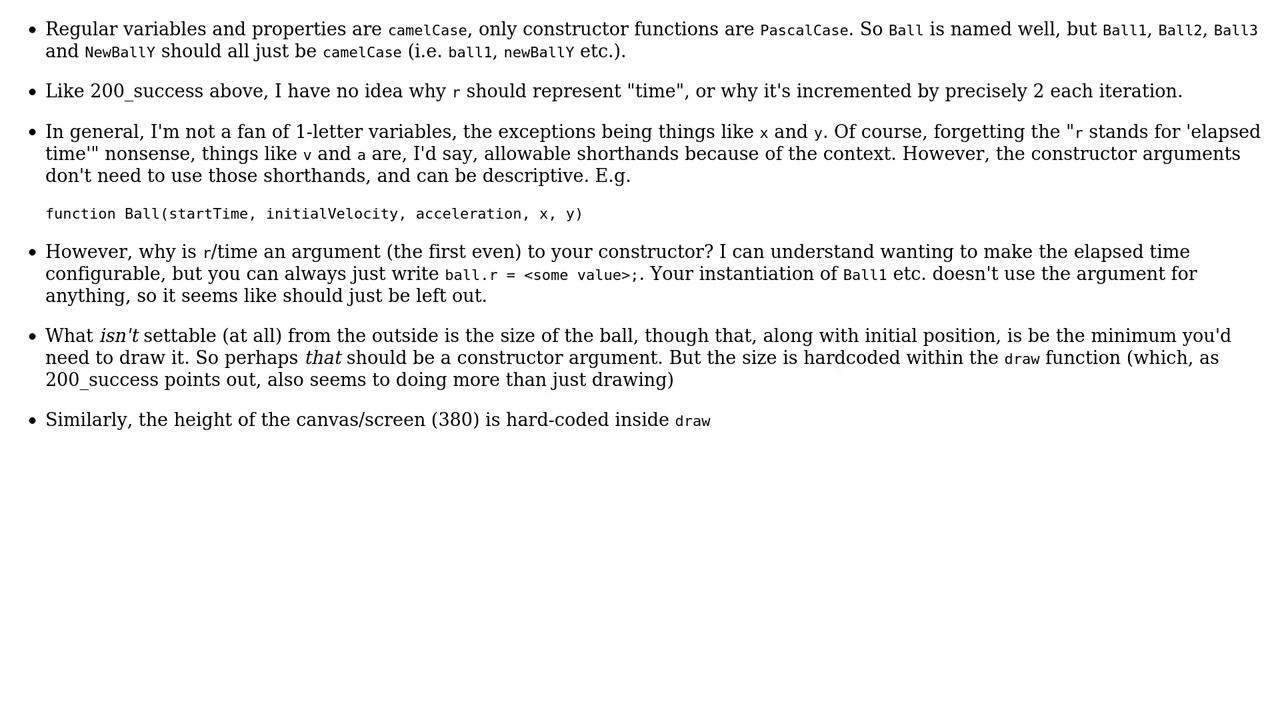 Regular variables and properties are camelCase, only constructor functions are PascalCase. So Ball is named well, but Ball1, Ball2, Ball3
and NewBallY should all just be camelCase (i.e. ball1, newBallY etc.).
Like 200_success above, I have no idea why r should represent "time", or why it's incremented by precisely 2 each iteration.
In general, I'm not a fan of 1-letter variables, the exceptions being things like x and y. Of course, forgetting the "r stands for 'elapsed
time'" nonsense, things like v and a are, I'd say, allowable shorthands because of the context. However, the constructor arguments
don't need to use those shorthands, and can be descriptive. E.g.
function Ball(startTime, initialVelocity, acceleration, x, y)
However, why is r/time an argument (the first even) to your constructor? I can understand wanting to make the elapsed time
configurable, but you can always just write ball.r = <some value>;. Your instantiation of Ball1 etc. doesn't use the argument for
anything, so it seems like should just be left out.
What isn't settable (at all) from the outside is the size of the ball, though that, along with initial position, is be the minimum you'd
need to draw it. So perhaps that should be a constructor argument. But the size is hardcoded within the draw function (which, as
200_success points out, also seems to doing more than just drawing)
Similarly, the height of the canvas/screen (380) is hard-coded inside draw